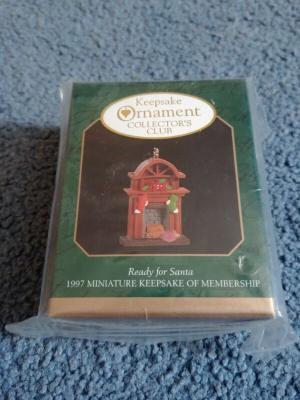 Keepsake
Ornament
COLLECTOR'S
CLUB
Ready for Santa
1997 MINIATURE KEEPSAKE OF MEMBERSHIP